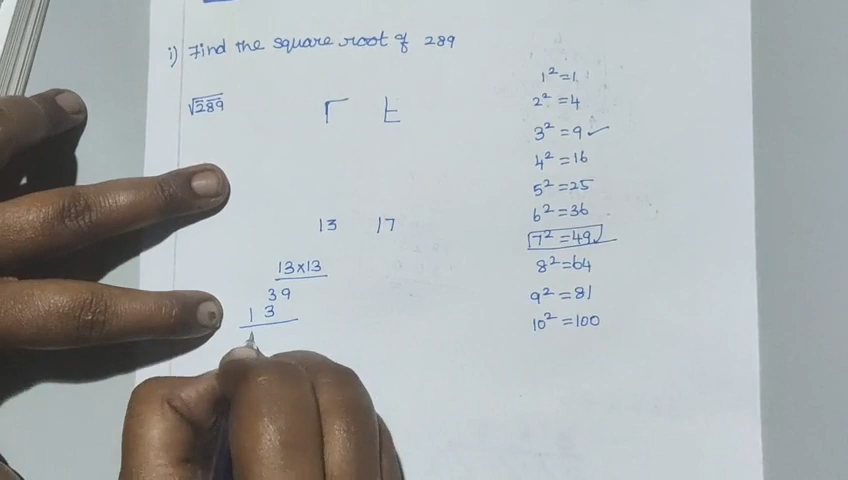 i) Find the square root of 289
√289
13 17
13×13
39
13
1² = 1
2² = 4
3² = 9 ✓
4² = 16
5² = 25
6² = 36
7² = 49
8² = 64
9² = 81
10² = 100